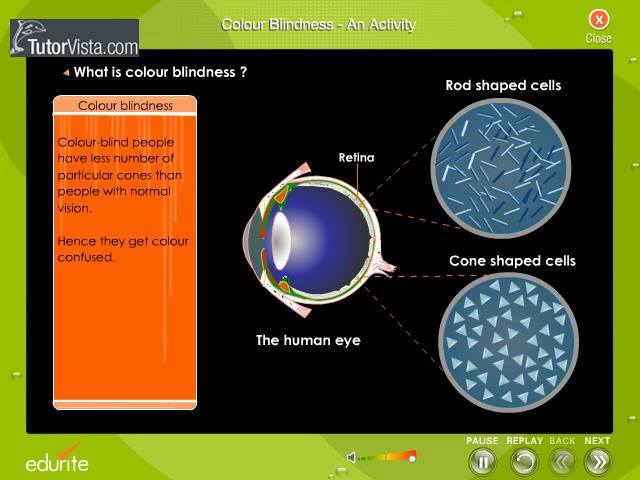 Colour Blindness - An Activity
x
Close
TutorVista.com
What is colour blindness ?
Rod shaped cells
Colour blindness
Colour-blind people
have less number of
particular cones than
people with normal
vision.
Hence they get colour
confused.
Retina
Cone shaped cells
The human eye
PAUSE REPLAY BACK NEXT
edurite